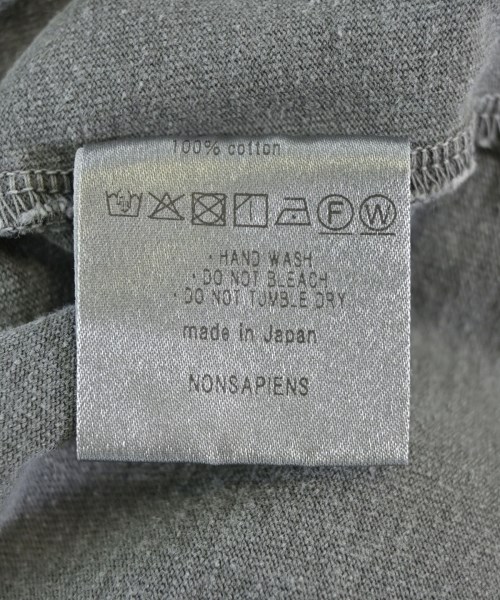 100% cotton
F W
· HAND WASH
· DO NOT BLEACH
· DO NOT TUMBLE DRY
made in Japan
NONSAPIENS